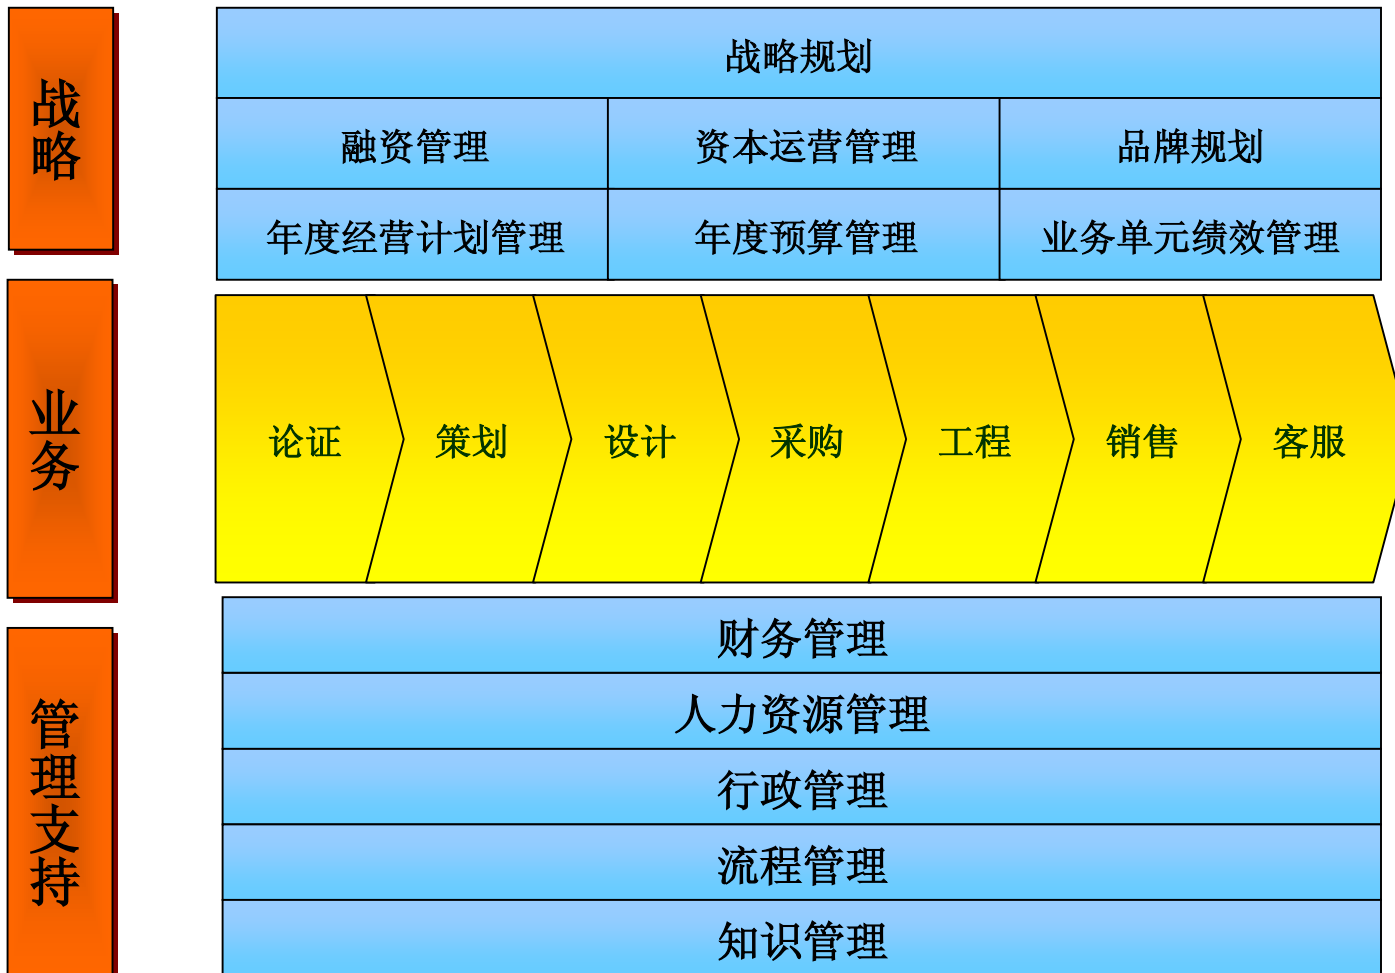 战略
战略规划
融资管理 资本运营管理 品牌规划
年度经营计划管理 年度预算管理 业务单元绩效管理
业务
论证 策划 设计 采购 工程 销售 客服
管理支持
财务管理
人力资源管理
行政管理
流程管理
知识管理